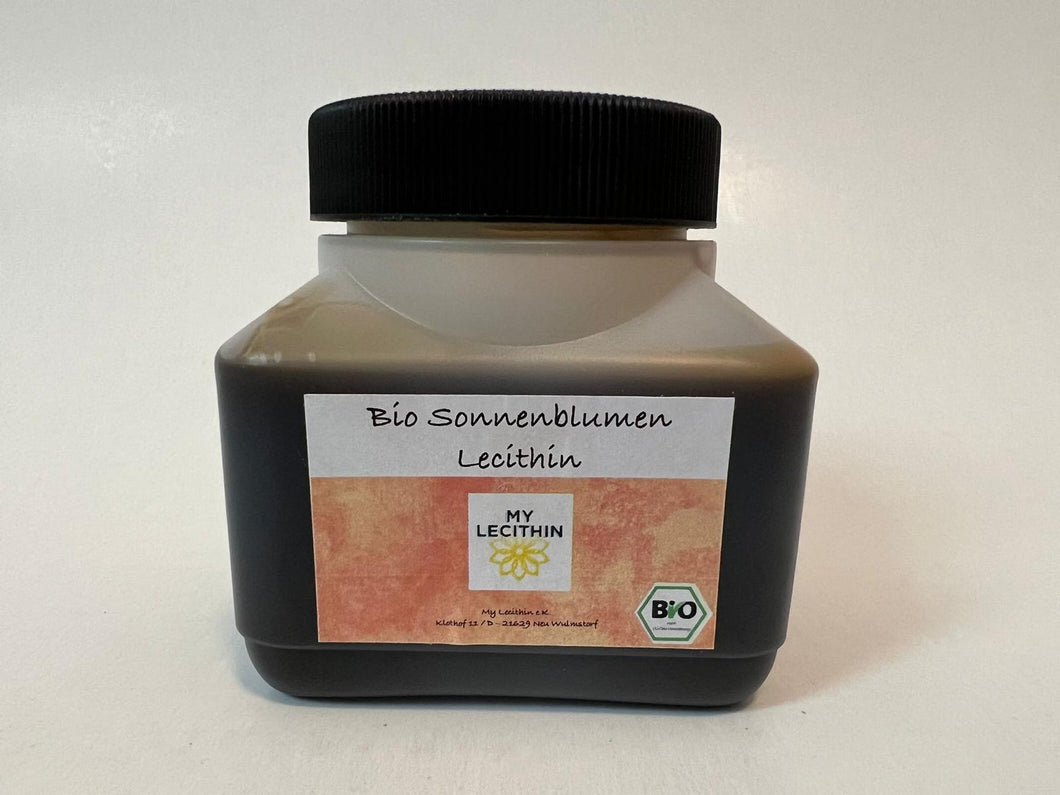 Bio Sonnenblumen
Lecithin
MY
LECITHIN
My Lecithin e.K.
Klothof 11 / D - 21629 Neu Wulmstorf
BiO